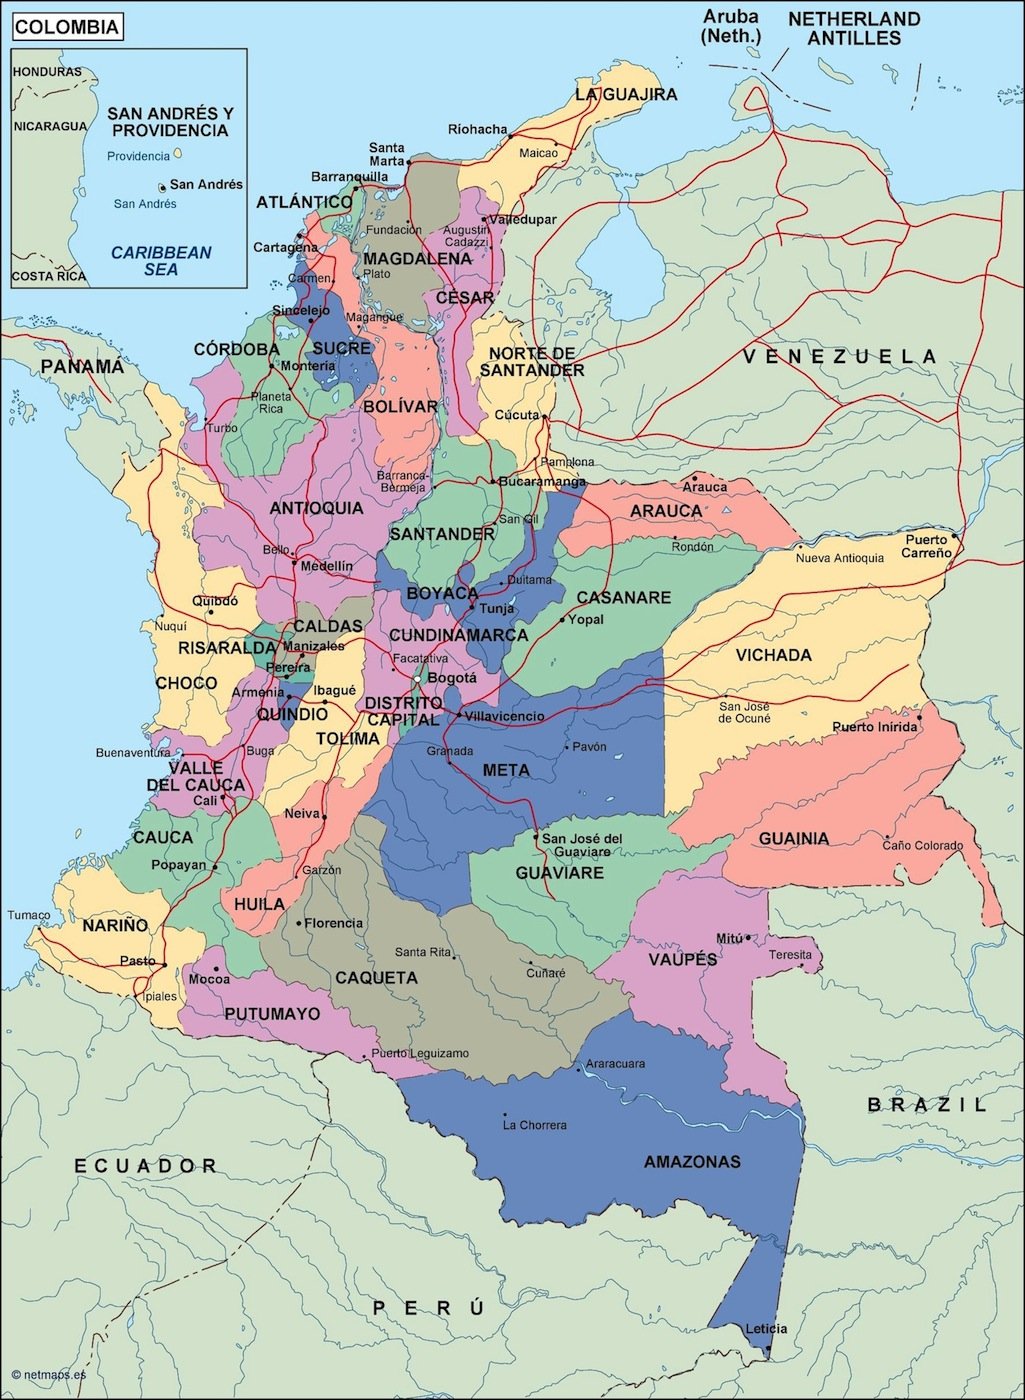 COLOMBIA
Aruba
(Neth.)
NETHERLAND
ANTILLES
HONDURAS
NICARAGUA
SAN ANDRÉS Y
PROVIDENCIA
Providencia
San Andrés
San Andrés
CARIBBEAN
SEA
COSTA RICA
LA GUAJIRA
Ríohacha
Maicao
Santa
Marta
Barranquilla
ATLÁNTICO
Valledupar
Fundación
Agustín
Cadazzi
Cartagena
MAGDALENA
Carmen
Plato
CESAR
Sincelejo
Magangue
CÓRDOBA
SUCRE
Montería
NORTE DE
SANTANDER
PANAMÁ
VENEZUELA
Planeta
Rica
BOLÍVAR
Cúcuta
Turbo
Pamplona
Barranca-
Bermeja
Bucaramanga
Arauca
ARAUCA
ANTIOQUIA
San Gil
SANTANDER
Rondón
Puerto
Carreño
Nueva Antioquia
Bello
Medellín
Duitama
BOYACA
Tunja
CASANARE
Yopal
Quibdó
Nuquí
CALDAS
CUNDINAMARCA
RISARALDA
Manizales
Facatativa
VICHADA
Pereira
Bogotá
CHOCO
Armenia
Ibagué
QUINDIO
DISTRITO
CAPITAL
Villavicencio
San José
de Ocuné
Puerto Inírida
TOLIMA
Buenaventura
Buga
Granada
Pavón
VALLE
DEL CAUCA
META
Cali
Neiva
CAUCA
San José del
Guaviare
GUAINIA
Caño Colorado
Popayan
Garzón
GUAVIARE
HUILA
Tumaco
NARIÑO
Florencia
Mitú
Santa Rita
VAUPÉS
Teresita
Pasto
Mocoa
CAQUETA
Cuñaré
Ipiales
PUTUMAYO
Puerto Leguizamo
Araracuara
La Chorrera
BRAZIL
ECUADOR
AMAZONAS
PERÚ
Leticia
© netmaps.es